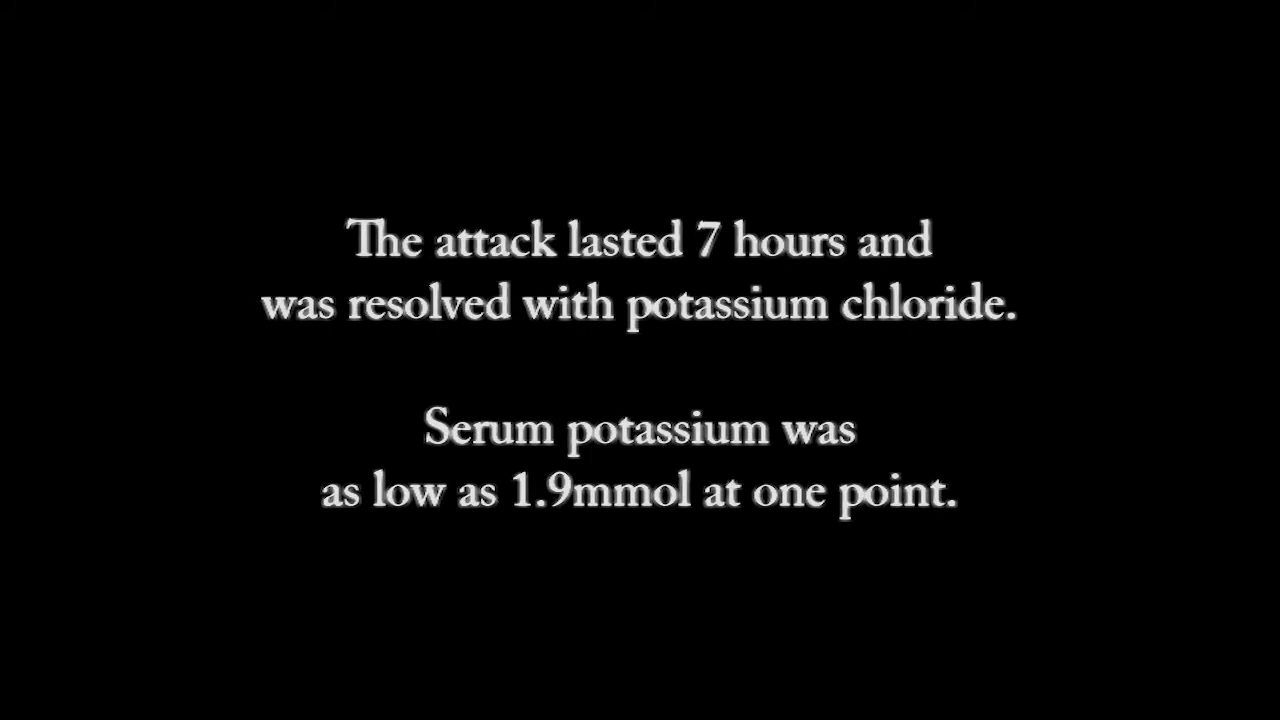 The attack lasted 7 hours and
was resolved with potassium chloride.
Serum potassium was
as low as 1.9mmol at one point.